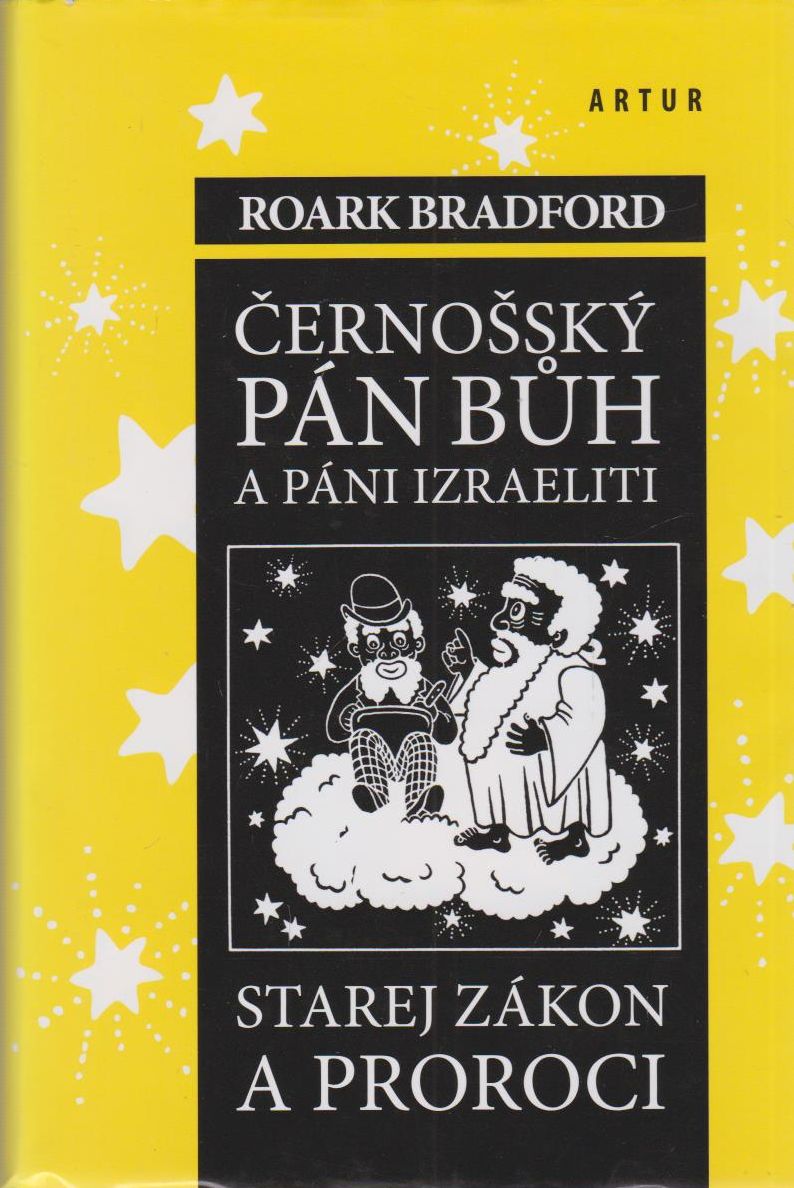 ARTUR
ROARK BRADFORD
ČERNOŠSKÝ
PÁN BŮH
A PÁNI IZRAELITI
STAREJ ZÁKON
A PROROCI